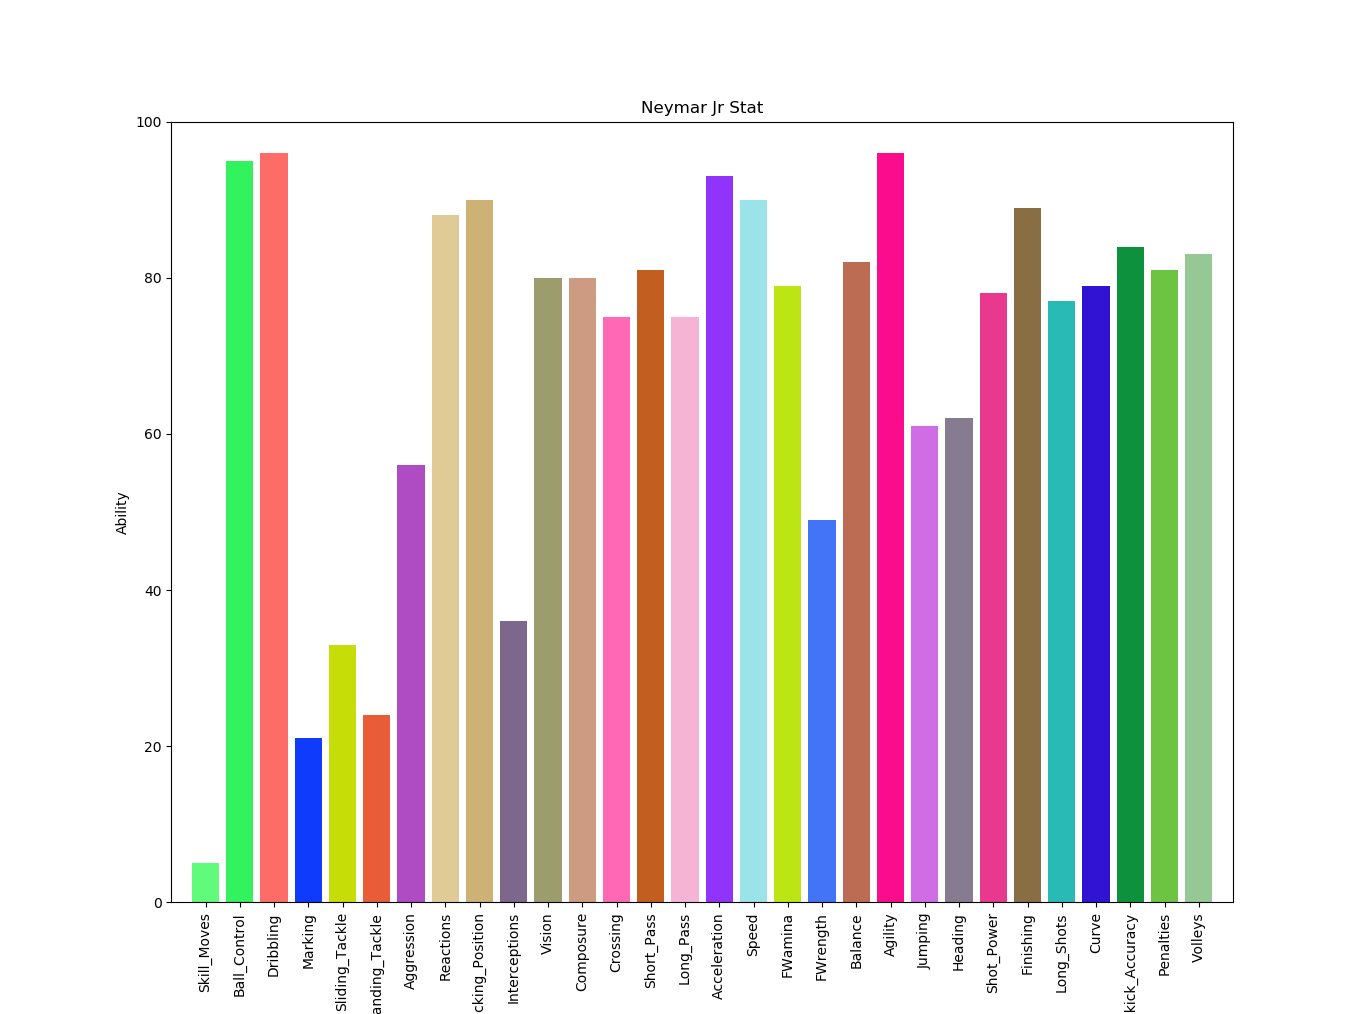 Neymar Jr Stat
100
80
60
40
20
0
Ability
Skill_Moves
Ball_Control
Dribbling
Marking
Sliding_Tackle
anding_Tackle
Aggression
Reactions
cking_Position
Interceptions
Vision
Composure
Crossing
Short_Pass
Long_Pass
Acceleration
Speed
FWamina
FWrength
Balance
Agility
Jumping
Heading
Shot_Power
Finishing
Long_Shots
Curve
kick_Accuracy
Penalties
Volleys